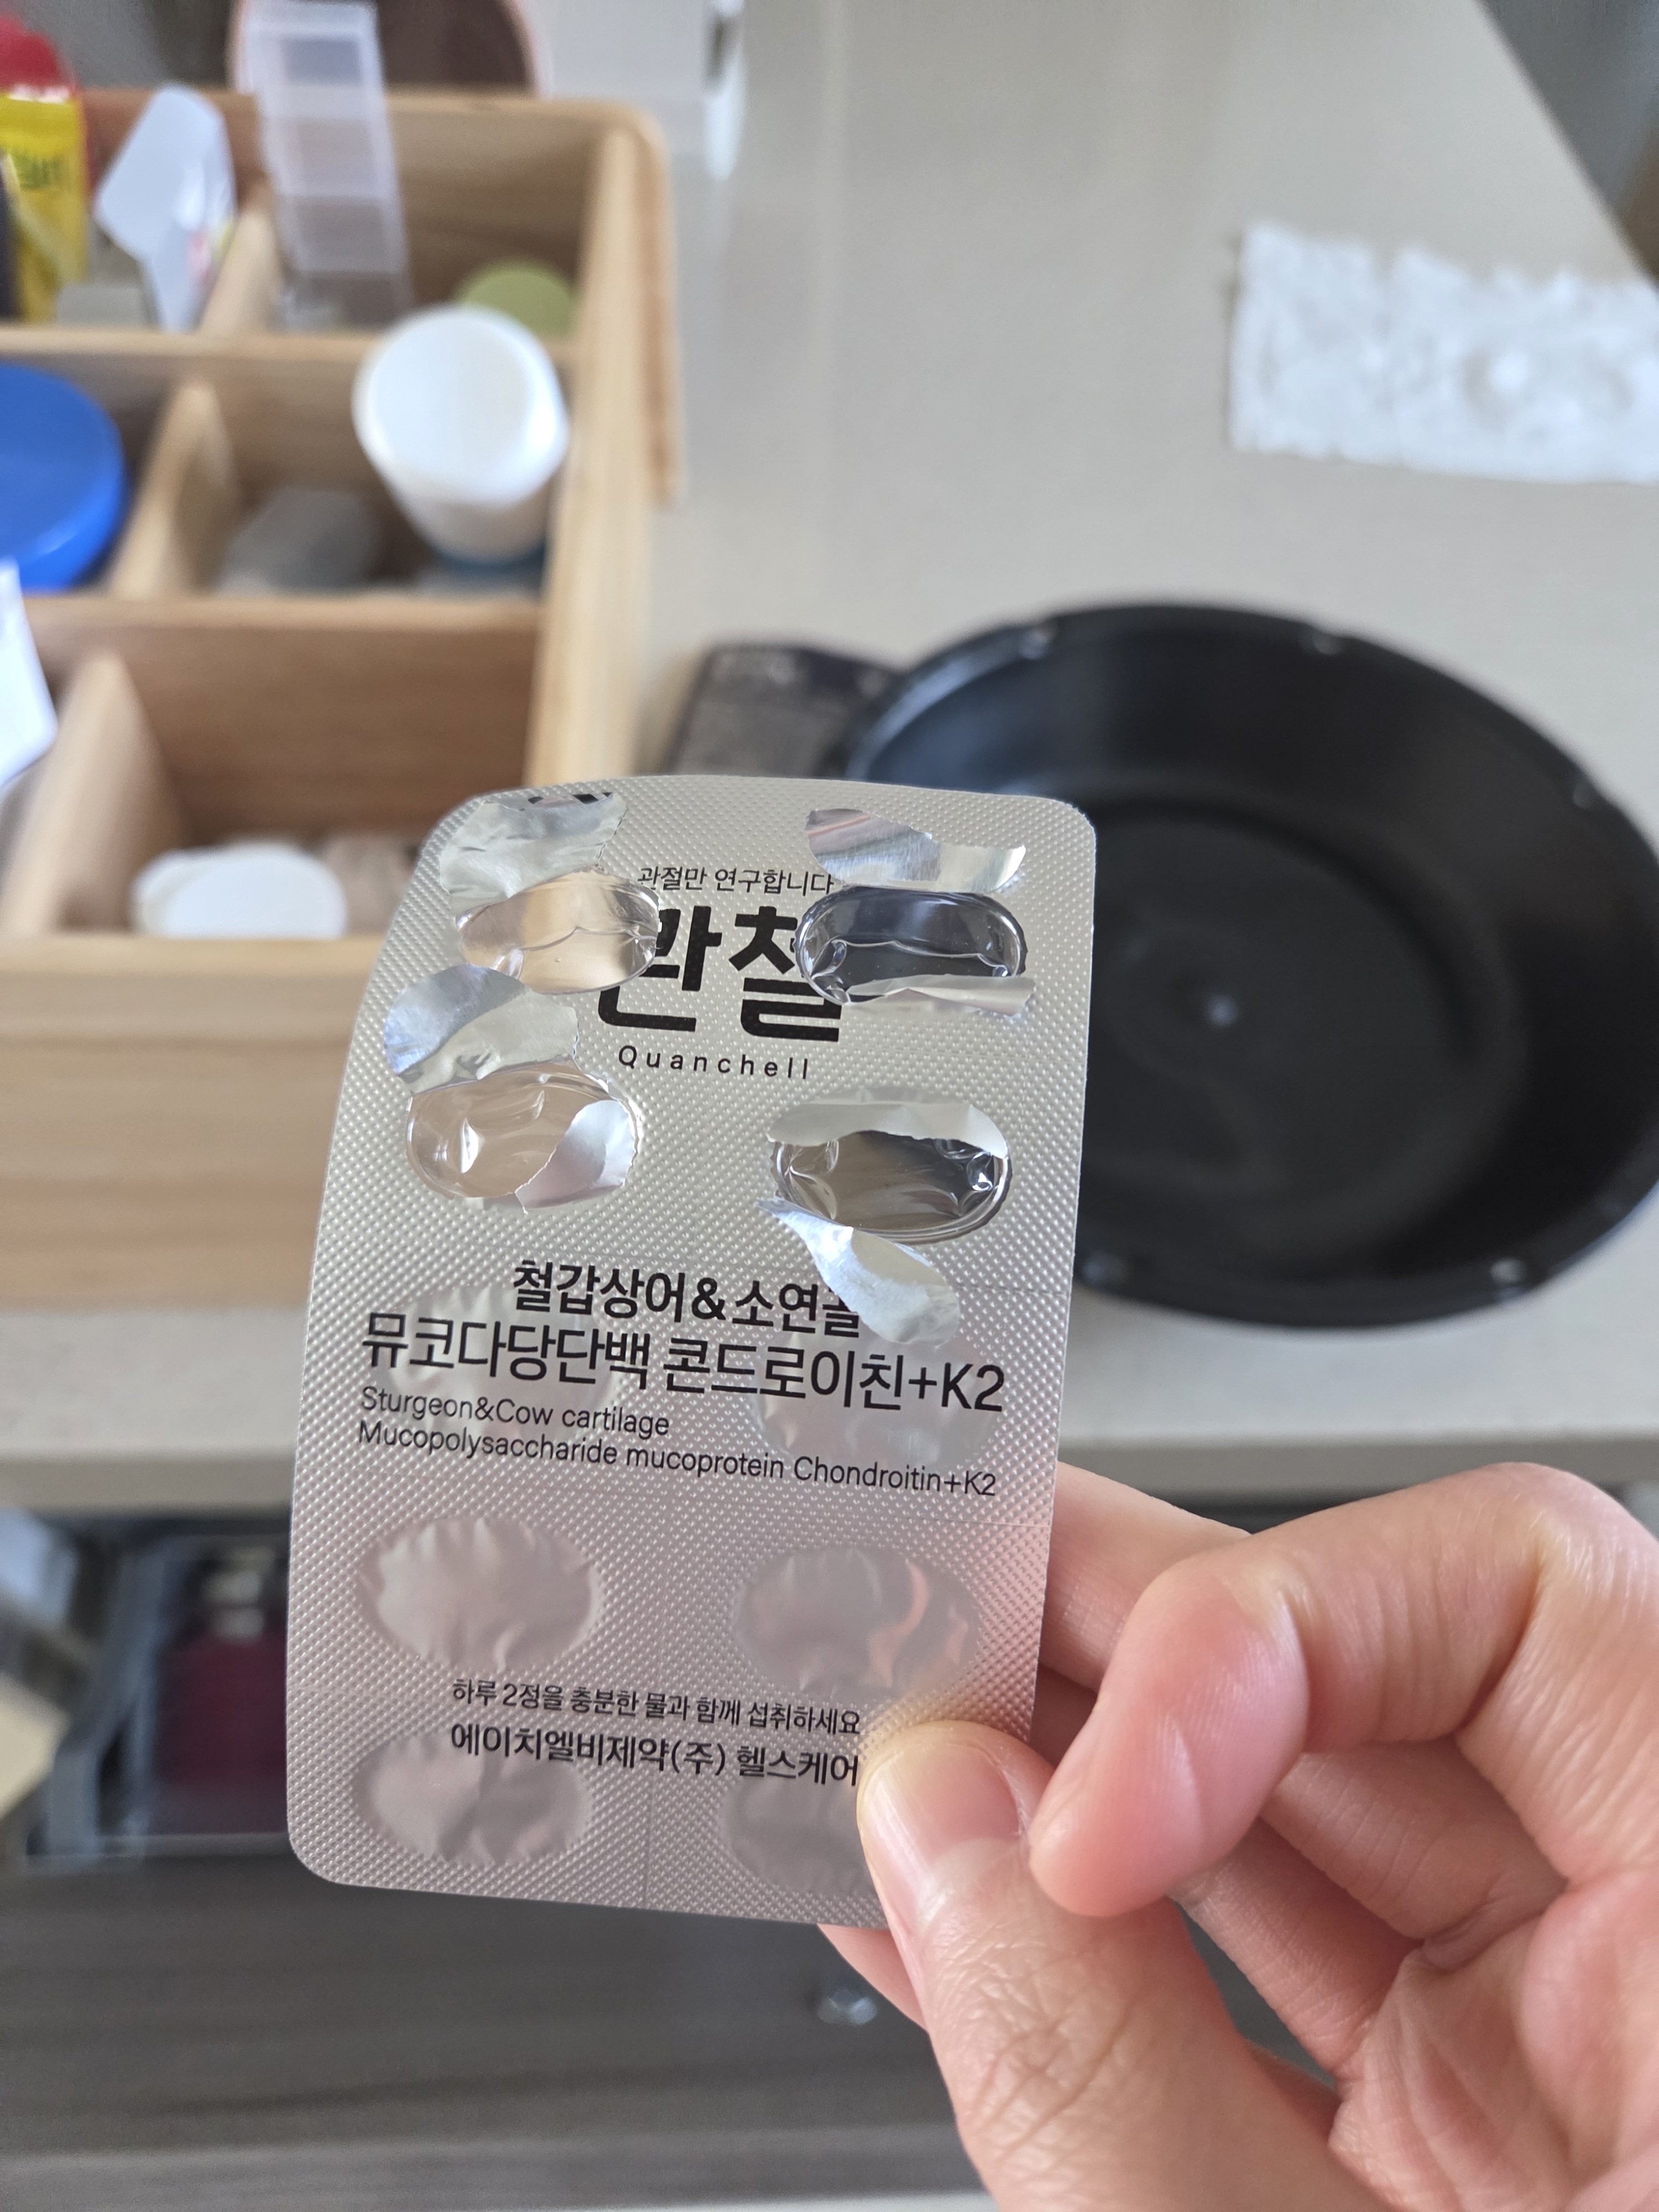 관절만 연구합니다
관철
Quanchell
철갑상어&소연골
뮤코다당단백 콘드로이친+K2
Sturgeon&Cow cartilage
Mucopolysaccharide mucoprotein Chondroitin+K2
하루 2정을 충분한 물과 함께 섭취하세요
에이치엘비제약(주) 헬스케어